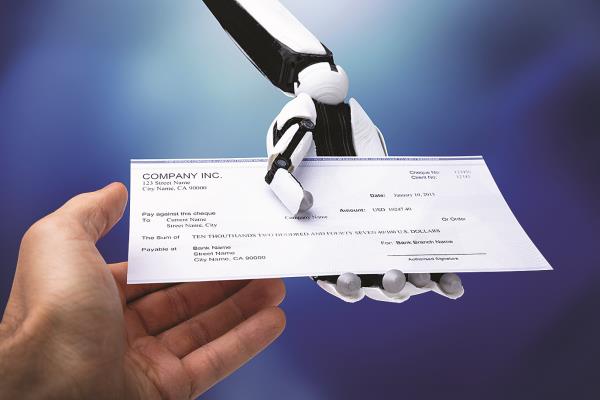 COMPANY INC.
123 Street Name
City Name, CA 90000
Cheque No:
Client No:
Date: January 10, 2013
Pay against this cheque
To Current Name
Street Name, City
Company Name
Amount: USD 10247.40
Or Order
The Sum of TEN THOUTHANDS TWO HUNDRED AND FOURTY SEVEN 40/100 U.S. DOLLARS
Payable at Bank Name
Street Name
City Name, CA 90000
For: Bank Branch Name
Authorised Signature